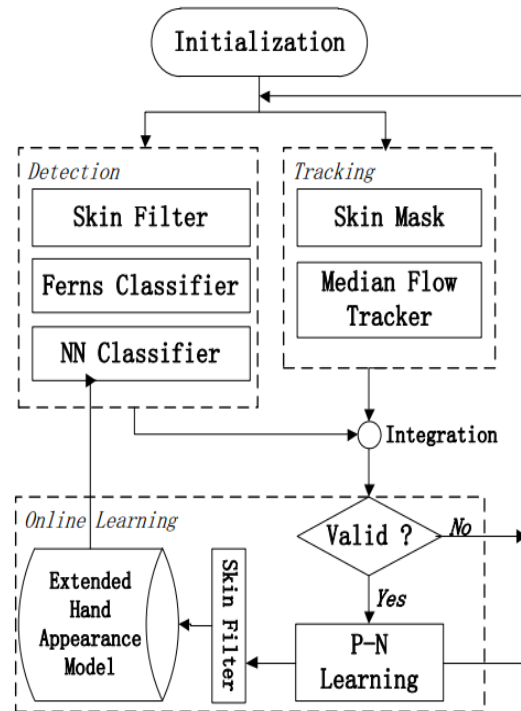 Initialization
Detection
Skin Filter
Ferns Classifier
NN Classifier
Tracking
Skin Mask
Median Flow
Tracker
Integration
Online Learning
Valid ?
No
Yes
Extended
Hand
Appearance
Model
Skin Filter
P-N
Learning